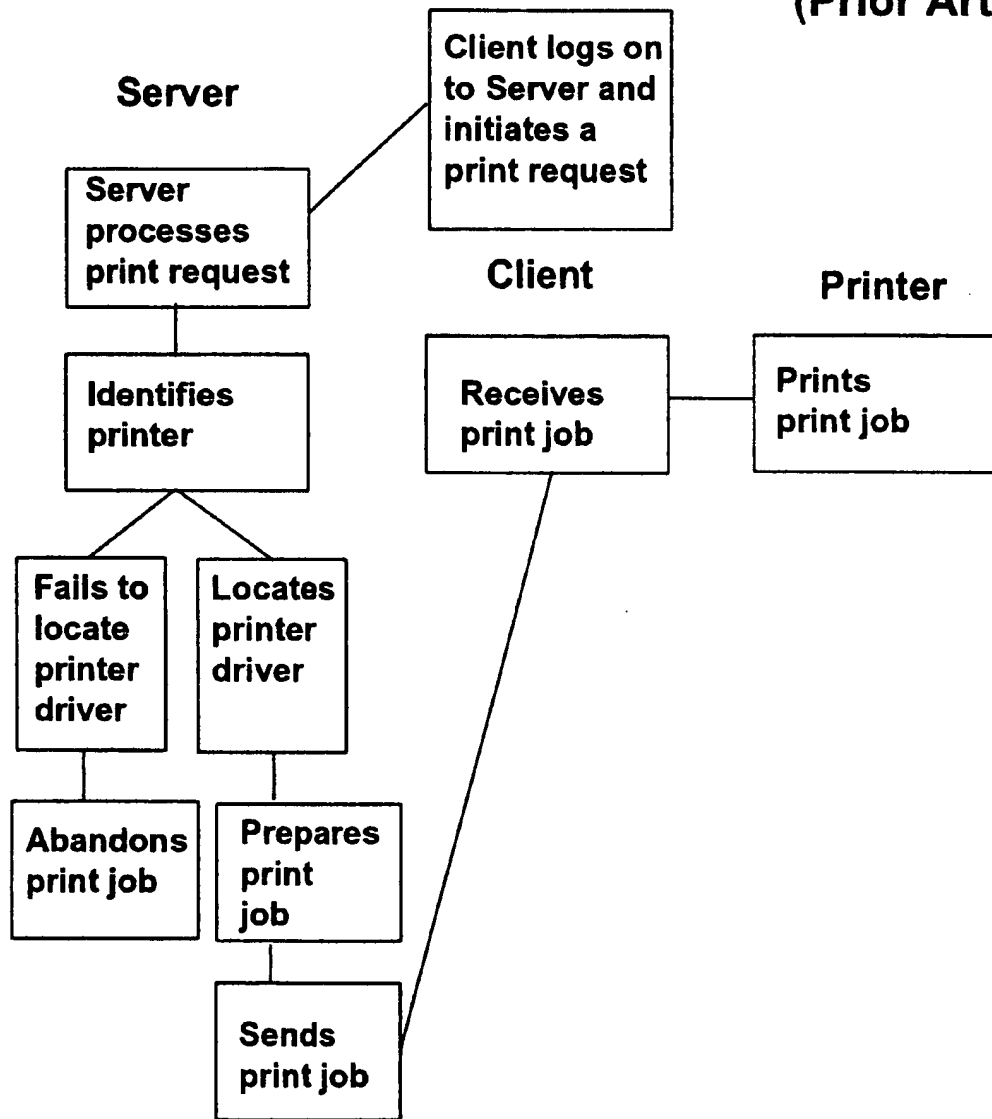 (Prior Art
Client logs on
to Server and
initiates a
print request
Server
Server
processes
print request
Client
Printer
Identifies
printer
Receives
print job
Prints
print job
Fails to
locate
printer
driver
Locates
printer
driver
Abandons
print job
Prepares
print
job
Sends
print job